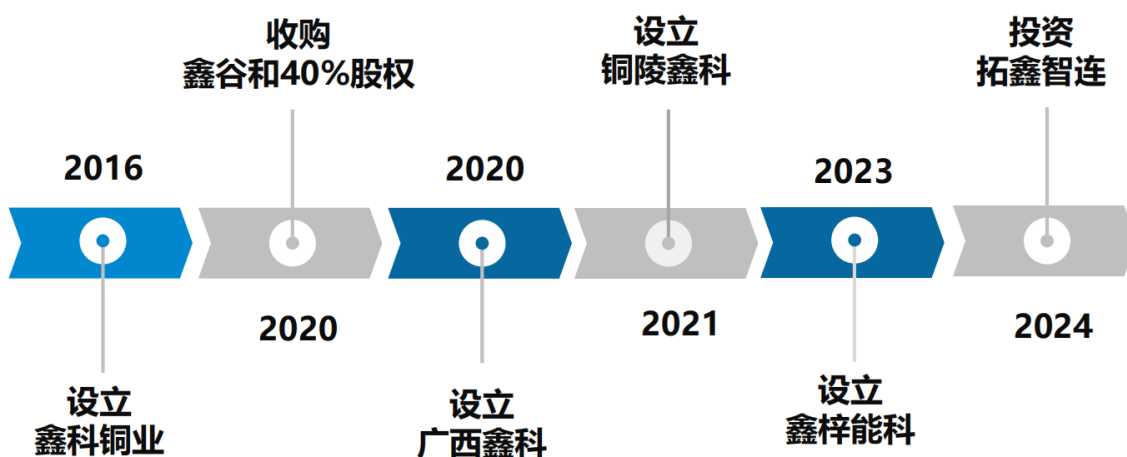 2016
设立
鑫科铜业
收购
鑫谷和40%股权
2020
2020
设立
广西鑫科
设立
铜陵鑫科
2021
2023
设立
鑫梓能科
投资
拓鑫智连
2024